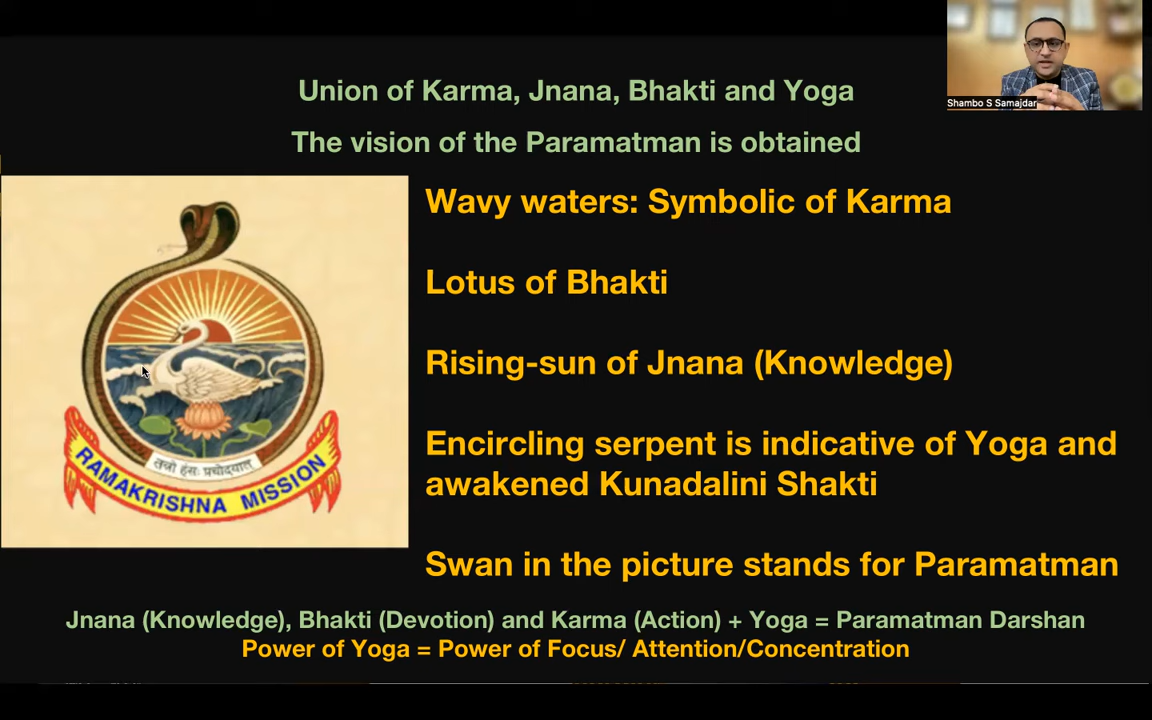 Shambo S Samajdar
Union of Karma, Jnana, Bhakti and Yoga
The vision of the Paramatman is obtained
Wavy waters: Symbolic of Karma
Lotus of Bhakti
Rising-sun of Jnana (Knowledge)
Encircling serpent is indicative of Yoga and
awakened Kunadalini Shakti
Swan in the picture stands for Paramatman
तन्नो हंसः प्रचोदयात्
RAMAKRISHNA MISSION
Jnana (Knowledge), Bhakti (Devotion) and Karma (Action) + Yoga = Paramatman Darshan
Power of Yoga = Power of Focus/ Attention/Concentration